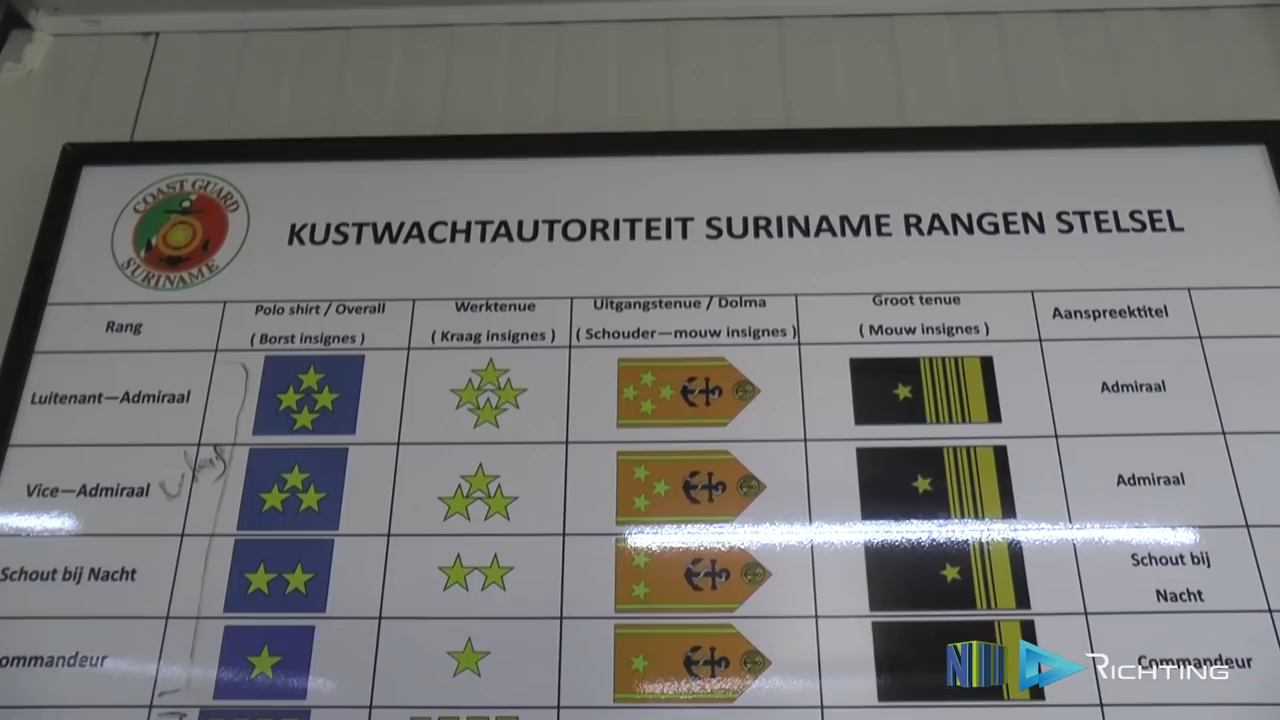 COAST GUARD
SURINAME
KUSTWACHTAUTORITEIT SURINAME RANGEN STELSEL
Rang
Polo shirt / Overall
( Borst insignes )
Werktenue
( Kraag insignes )
Uitgangstenue / Dolma
( Schouder—mouw insignes )
Groot tenue
( Mouw insignes )
Aanspreektitel
Luitenant—Admiraal
Admiraal
Vice—Admiraal
Admiraal
Schout bij Nacht
Schout bij
Nacht
ommandeur
Commandeur
RICHTING